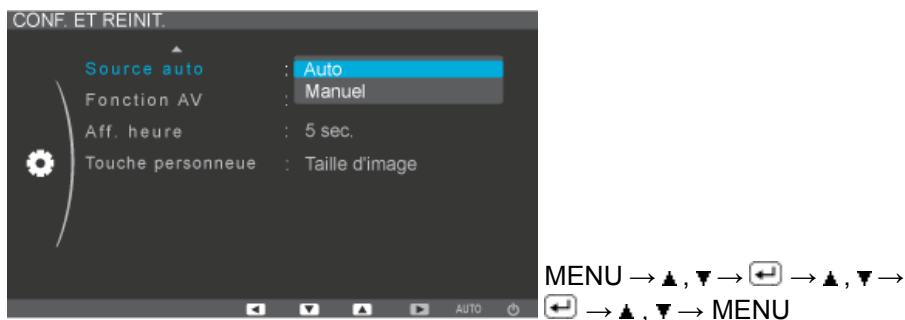 CONF. ET REINIT.
Source auto : Auto
Manuel
Fonction AV :
Aff. heure : 5 sec.
Touche personneue : Taille d'image
AUTO
MENU → ▲ , ▼ → ↵ → ▲ , ▼ →
↵ → ▲ , ▼ → MENU